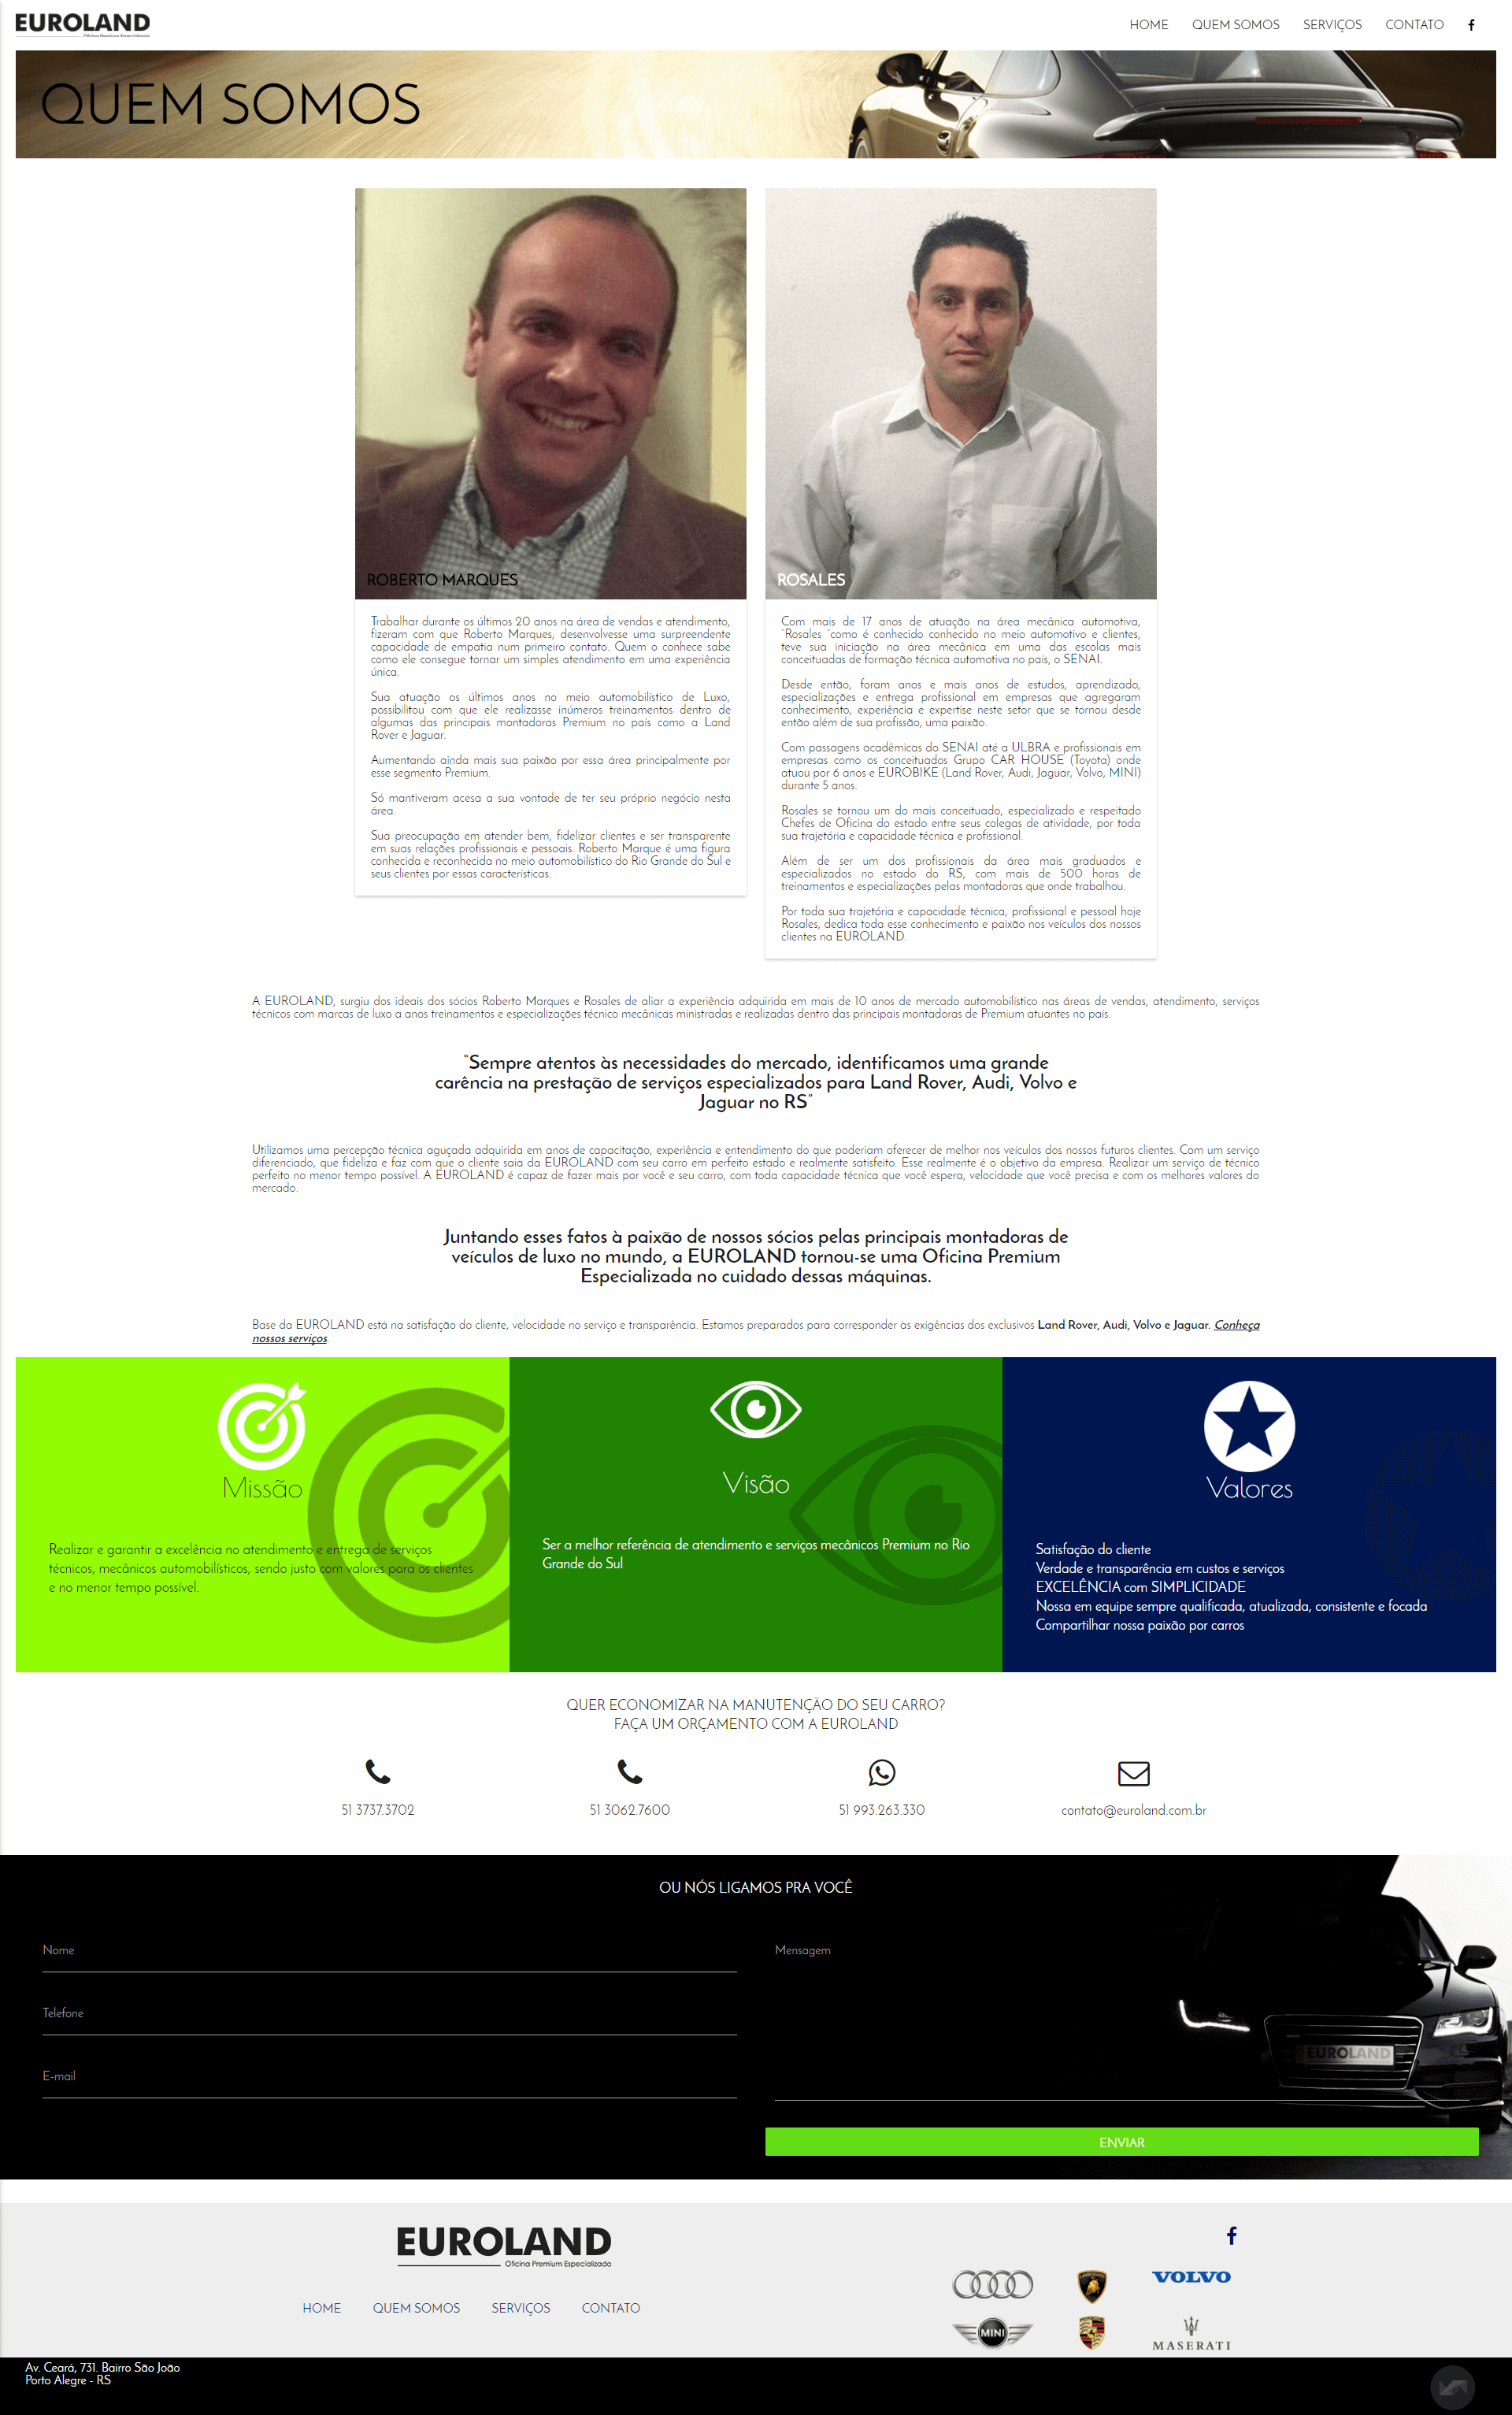 EUROLAND
Oficina Premium Especializada
HOME QUEM SOMOS SERVIÇOS CONTATO
QUEM SOMOS
ROBERTO MARQUES
Trabalhar durante os últimos 20 anos na área de vendas e atendimento,
fizeram com que Roberto Marques, desenvolvesse uma surpreendente
capacidade de empatia num primeiro contato. Quem o conhece sabe
como ele consegue tornar um simples atendimento em uma experiência
única.
Sua atuação os últimos anos no meio automobilístico de Luxo,
possibilitou com que ele realizasse inúmeros treinamentos dentro de
algumas das principais montadoras Premium no país como a Land
Rover e Jaguar.
Aumentando ainda mais sua paixão por essa área principalmente por
esse segmento Premium.
Só mantiveram acesa a sua vontade de ter seu próprio negócio nesta
área.
Sua preocupação em atender bem, fidelizar clientes e ser transparente
em suas relações profissionais e pessoais. Roberto Marque é uma figura
conhecida e reconhecida no meio automobilístico do Rio Grande do Sul e
seus clientes por essas características.
ROSALES
Com mais de 17 anos de atuação na área mecânica automotiva,
"Rosales "como é conhecido conhecido no meio automotivo e clientes,
teve sua iniciação na área mecânica em uma das escolas mais
conceituadas de formação técnica automotiva no país, o SENAI.
Desde então, foram anos e mais anos de estudos, aprendizado,
especializações e entrega profissional em empresas que agregaram
conhecimento, experiência e expertise neste setor que se tornou desde
então além de sua profissão, uma paixão.
Com passagens acadêmicas do SENAI até a ULBRA e profissionais em
empresas como os conceituados Grupo CAR HOUSE (Toyota) onde
atuou por 6 anos e EUROBIKE (Land Rover, Audi, Jaguar, Volvo, MINI)
durante 5 anos.
Rosales se tornou um do mais conceituado, especializado e respeitado
Chefes de Oficina do estado entre seus colegas de atividade, por toda
sua trajetória e capacidade técnica e profissional.
Além de ser um dos profissionais da área mais graduados e
especializados no estado do RS, com mais de 500 horas de
treinamentos e especializações pelas montadoras que onde trabalhou.
Por toda sua trajetória e capacidade técnica, profissional e pessoal hoje
Rosales, dedica toda esse conhecimento e paixão nos veículos dos nossos
clientes na EUROLAND.
A EUROLAND, surgiu dos ideais dos sócios Roberto Marques e Rosales de aliar a experiência adquirida em mais de 10 anos de mercado automobilístico nas áreas de vendas, atendimento, serviços
técnicos com marcas de luxo a anos treinamentos e especializações técnico mecânicas ministradas e realizadas dentro das principais montadoras de Premium atuantes no país.
"Sempre atentos às necessidades do mercado, identificamos uma grande
carência na prestação de serviços especializados para Land Rover, Audi, Volvo e
Jaguar no RS"
Utilizamos uma percepção técnica aguçada adquirida em anos de capacitação, experiência e entendimento do que poderiam oferecer de melhor nos veículos dos nossos futuros clientes. Com um serviço
diferenciado, que fideliza e faz com que o cliente saia da EUROLAND com seu carro em perfeito estado e realmente satisfeito. Esse realmente é o objetivo da empresa. Realizar um serviço de técnico
perfeito no menor tempo possível. A EUROLAND é capaz de fazer mais por você e seu carro, com toda capacidade técnica que você espera, velocidade que você precisa e com os melhores valores do
mercado.
Juntando esses fatos à paixão de nossos sócios pelas principais montadoras de
veículos de luxo no mundo, a EUROLAND tornou-se uma Oficina Premium
Especializada no cuidado dessas máquinas.
Base da EUROLAND está na satisfação do cliente, velocidade no serviço e transparência. Estamos preparados para corresponder às exigências dos exclusivos Land Rover, Audi, Volvo e Jaguar. Conheça
nossos serviços.
Missão
Realizar e garantir a excelência no atendimento e entrega de serviços
técnicos, mecânicos automobilísticos, sendo justo com valores para os clientes
e no menor tempo possível.
Visão
Ser a melhor referência de atendimento e serviços mecânicos Premium no Rio
Grande do Sul
Valores
Satisfação do cliente
Verdade e transparência em custos e serviços
EXCELÊNCIA com SIMPLICIDADE
Nossa em equipe sempre qualificada, atualizada, consistente e focada
Compartilhar nossa paixão por carros
QUER ECONOMIZAR NA MANUTENÇÃO DO SEU CARRO?
FAÇA UM ORÇAMENTO COM A EUROLAND
51 3737.3702
51 3062.7600
51 993.263.330
contato@euroland.com.br
OU NÓS LIGAMOS PRA VOCÊ
Nome
Telefone
E-mail
Mensagem
EUROLAND
ENVIAR
EUROLAND
Oficina Premium Especializada
HOME QUEM SOMOS SERVIÇOS CONTATO
VOLVO
MINI
MASERATI
Av. Ceará, 731. Bairro São João
Porto Alegre - RS